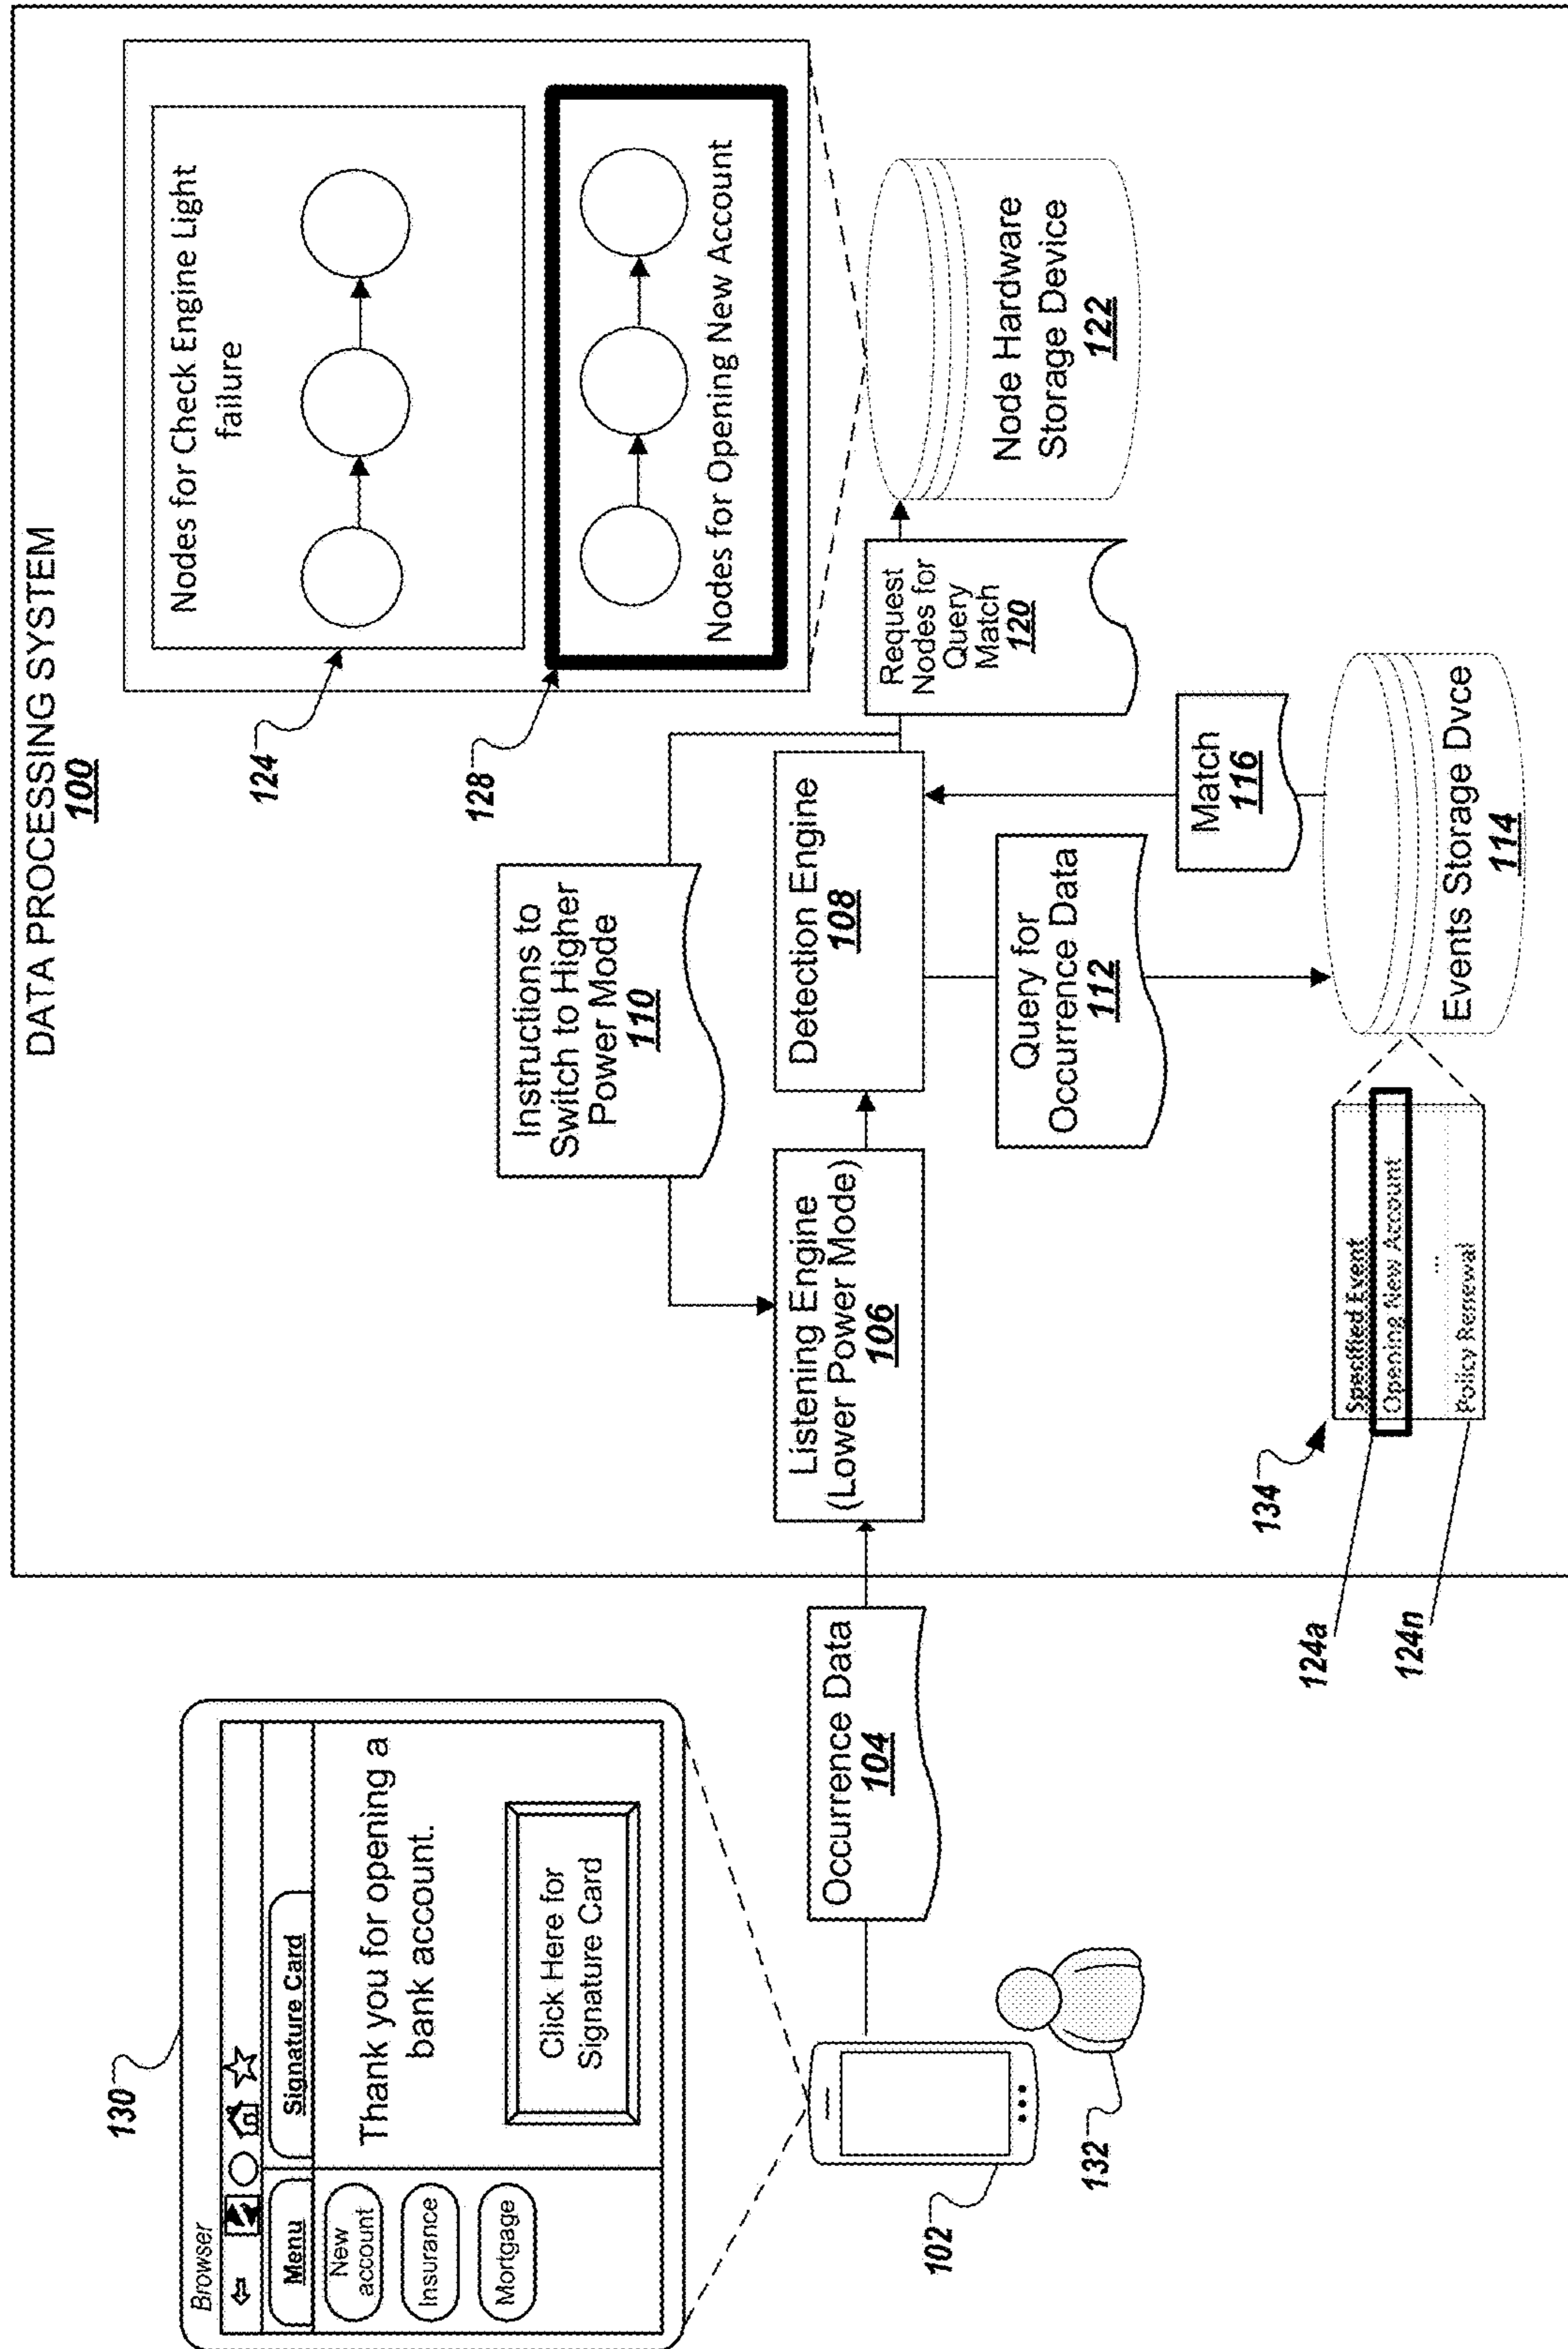 DATA PROCESSING SYSTEM
100
130
Browser
Menu
Signature Card
New
account
Insurance
Mortgage
Thank you for opening a
bank account.
Click Here for
Signature Card
102
132
Occurrence Data
104
Listening Engine
(Lower Power Mode)
106
Instructions to
Switch to Higher
Power Mode
110
Detection Engine
108
Query for
Occurrence Data
112
Match
116
Events Storage Dvce
114
134
Specified Event
Opening New Account
...
Policy Renewal
124a
124n
Request
Nodes for
Query
Match
120
Node Hardware
Storage Device
122
124
Nodes for Check Engine Light
failure
128
Nodes for Opening New Account